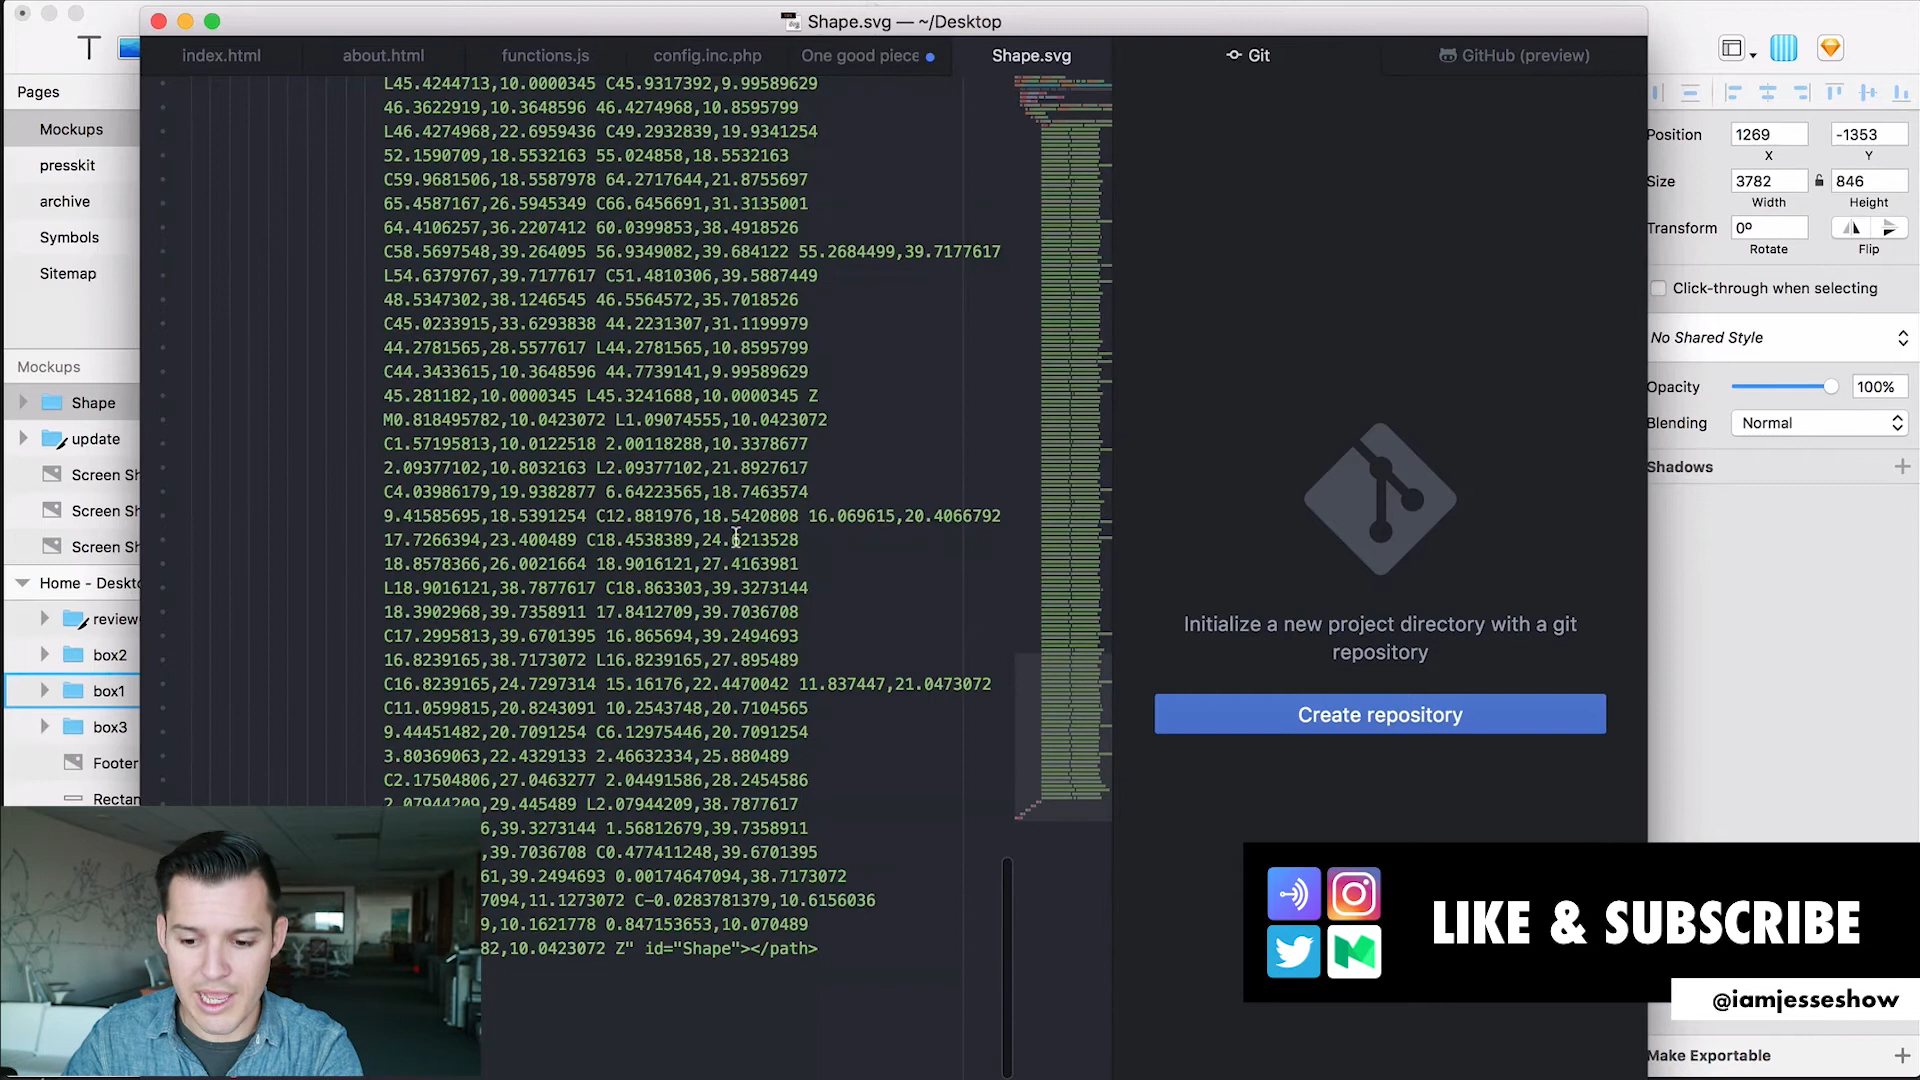 Shape.svg — ~/Desktop
index.html
about.html
functions.js
config.inc.php
One good piece
Shape.svg
Git
GitHub (preview)
T
Pages
Mockups
presskit
archive
Symbols
Sitemap
Mockups
Shape
update
Screen Sh
Screen Sh
Screen Sh
Home - Deskto
review
box2
box1
box3
Footer
Rectan
L45.4244713,10.0000345 C45.9317392,9.99589629
46.3622919,10.3648596 46.4274968,10.8595799
L46.4274968,22.6959436 C49.2932839,19.9341254
52.1590709,18.5532163 55.024858,18.5532163
C59.9681506,18.5587978 64.2717644,21.8755697
65.4587167,26.5945349 C66.6456691,31.3135001
64.4106257,36.2207412 60.0399853,38.4918526
C58.5697548,39.264095 56.9349082,39.684122 55.2684499,39.7177617
L54.6379767,39.7177617 C51.4810306,39.5887449
48.5347302,38.1246545 46.5564572,35.7018526
C45.0233915,33.6293838 44.2231307,31.1199979
44.2781565,28.5577617 L44.2781565,10.8595799
C44.3433615,10.3648596 44.7739141,9.99589629
45.281182,10.0000345 L45.3241688,10.0000345 Z
M0.818495782,10.0423072 L1.09074555,10.0423072
C1.57195813,10.0122518 2.00118288,10.3378677
2.09377102,10.8032163 L2.09377102,21.8927617
C4.03986179,19.9382877 6.64223565,18.7463574
9.41585695,18.5391254 C12.881976,18.5420808 16.069615,20.4066792
17.7266394,23.400489 C18.4538389,24.6213528
18.8578366,26.0021664 18.9016121,27.4163981
L18.9016121,38.7877617 C18.863303,39.3273144
18.3902968,39.7358911 17.8412709,39.7036708
C17.2995813,39.6701395 16.865694,39.2494693
16.8239165,38.7173072 L16.8239165,27.895489
C16.8239165,24.7297314 15.16176,22.4470042 11.837447,21.0473072
C11.0599815,20.8243091 10.2543748,20.7104565
9.44451482,20.7091254 C6.12975446,20.7091254
3.80369063,22.4329133 2.46632334,25.880489
C2.17504806,27.0463277 2.04491586,28.2454586
2.07944209,29.445489 L2.07944209,38.7877617
6,39.3273144 1.56812679,39.7358911
,39.7036708 C0.477411248,39.6701395
61,39.2494693 0.00174647094,38.7173072
7094,11.1273072 C-0.0283781379,10.6156036
9,10.1621778 0.847153653,10.070489
82,10.0423072 Z" id="Shape"></path>
Initialize a new project directory with a git
repository
Create repository
Position
1269
-1353
X
Y
Size
3782
846
Width
Height
Transform
0º
Rotate
Flip
Click-through when selecting
No Shared Style
Opacity
100%
Blending
Normal
Shadows
Make Exportable
LIKE & SUBSCRIBE
@iamjesseshow